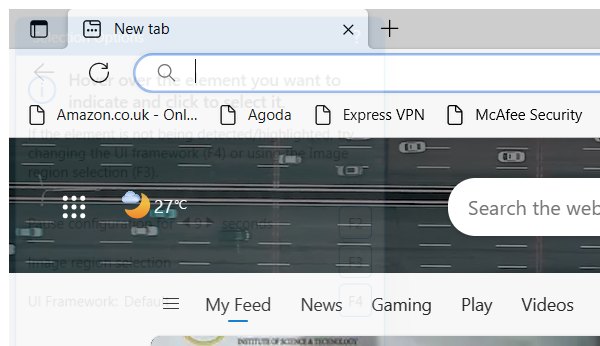 New tab
Selection Options ?
Hover over the element you want to
indicate and click to select it.
Amazon.co.uk - Onl... Agoda Express VPN McAfee Security
If the element is not being detected/highlighted, try
changing the UI framework (F4) or using the image
region selection (F3).
27°C
Search the web
Pause configuration for 3 seconds F2
Image region selection F3
UI Framework: Default F4
My Feed News Gaming Play Videos
INSTITUTE OF SCIENCE & TECHNOLOGY